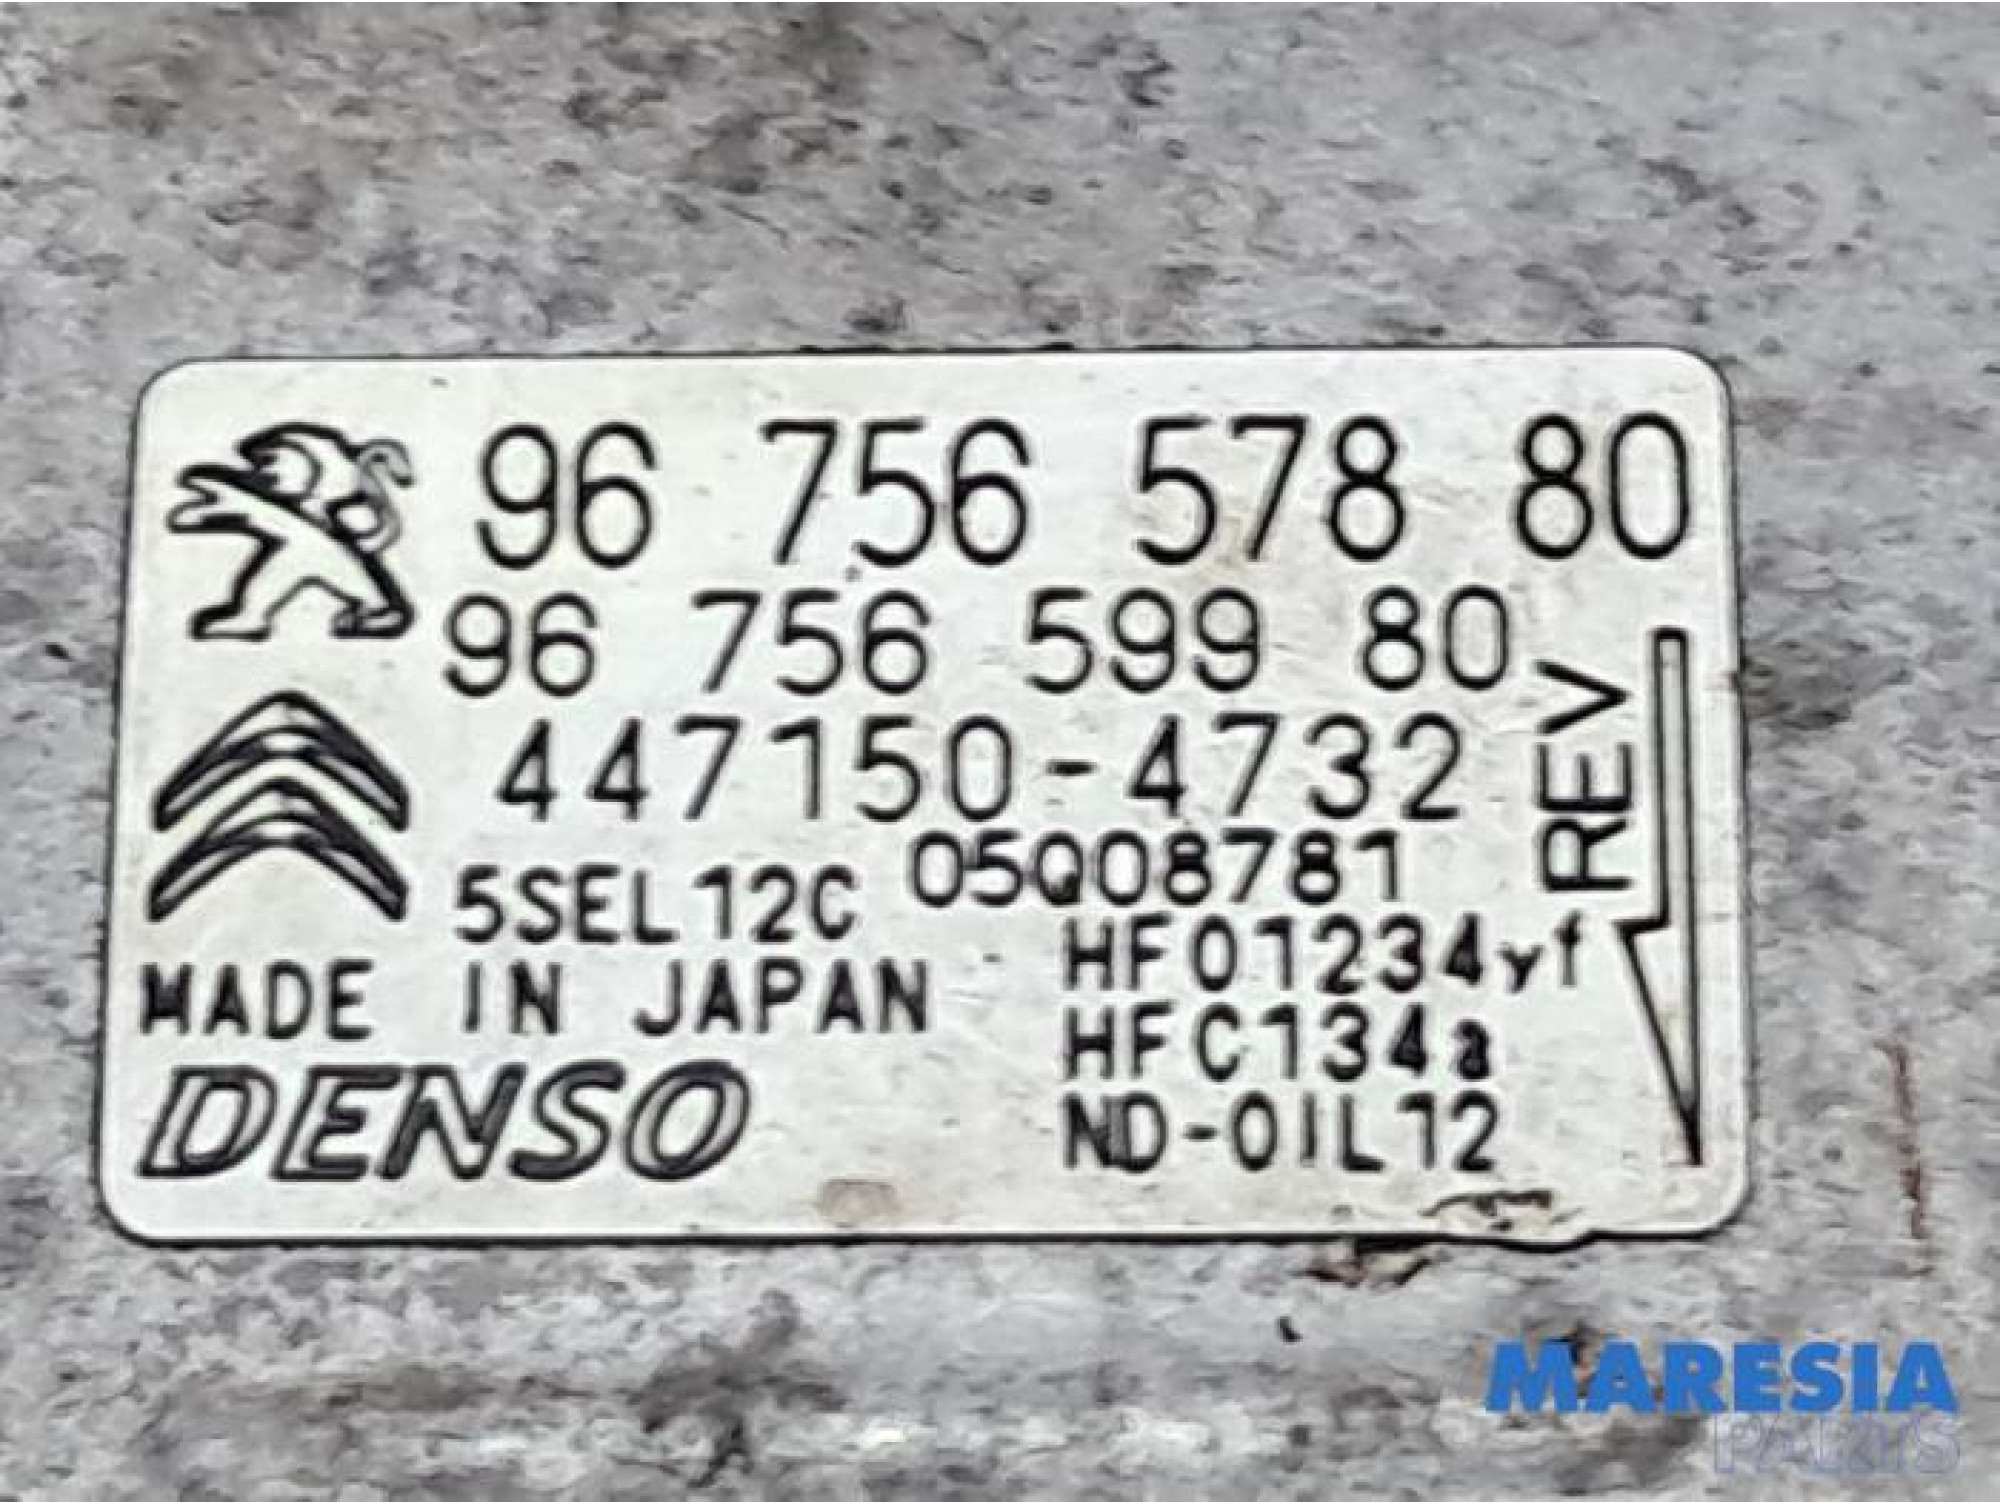 96 756 578 80
96 756 599 80
447150-4732
05Q08781
5SEL12C
HFO1234yf
MADE IN JAPAN
HFC134a
DENSO
ND-OIL12
REV
MARESIA
PARTS